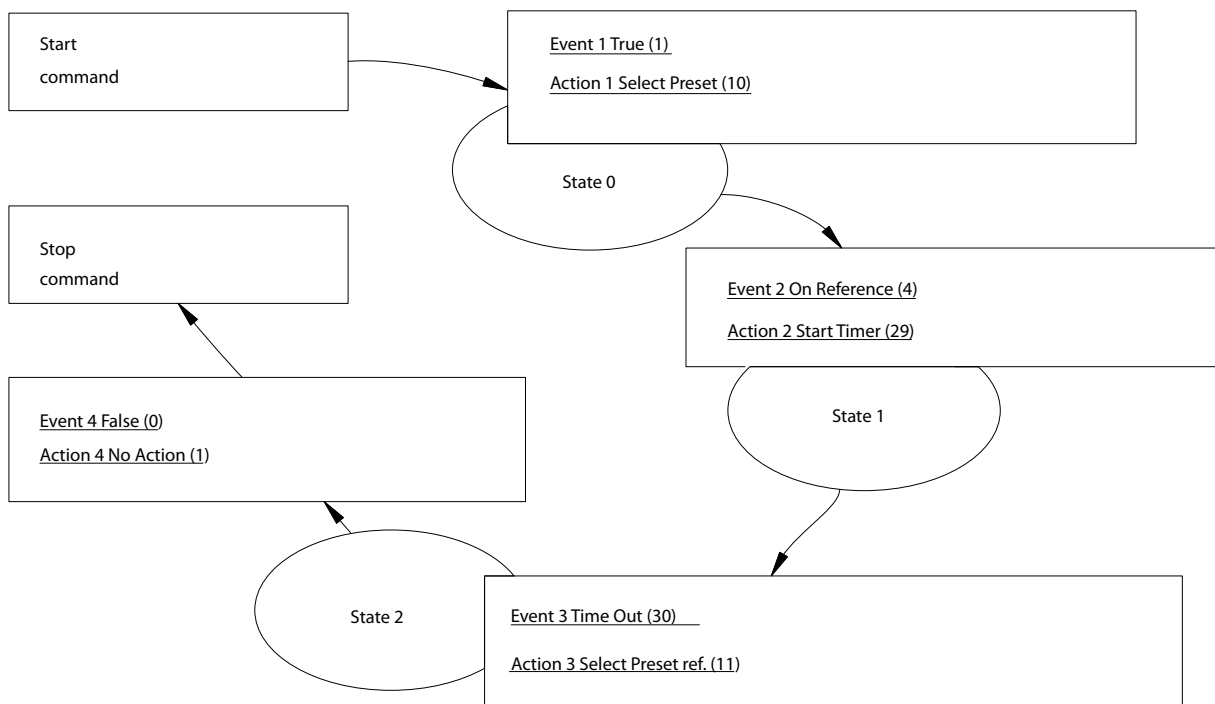 Start
command
Event 1 True (1)
Action 1 Select Preset (10)
State 0
Stop
command
Event 2 On Reference (4)
Action 2 Start Timer (29)
Event 4 False (0)
Action 4 No Action (1)
State 1
State 2
Event 3 Time Out (30)
Action 3 Select Preset ref. (11)